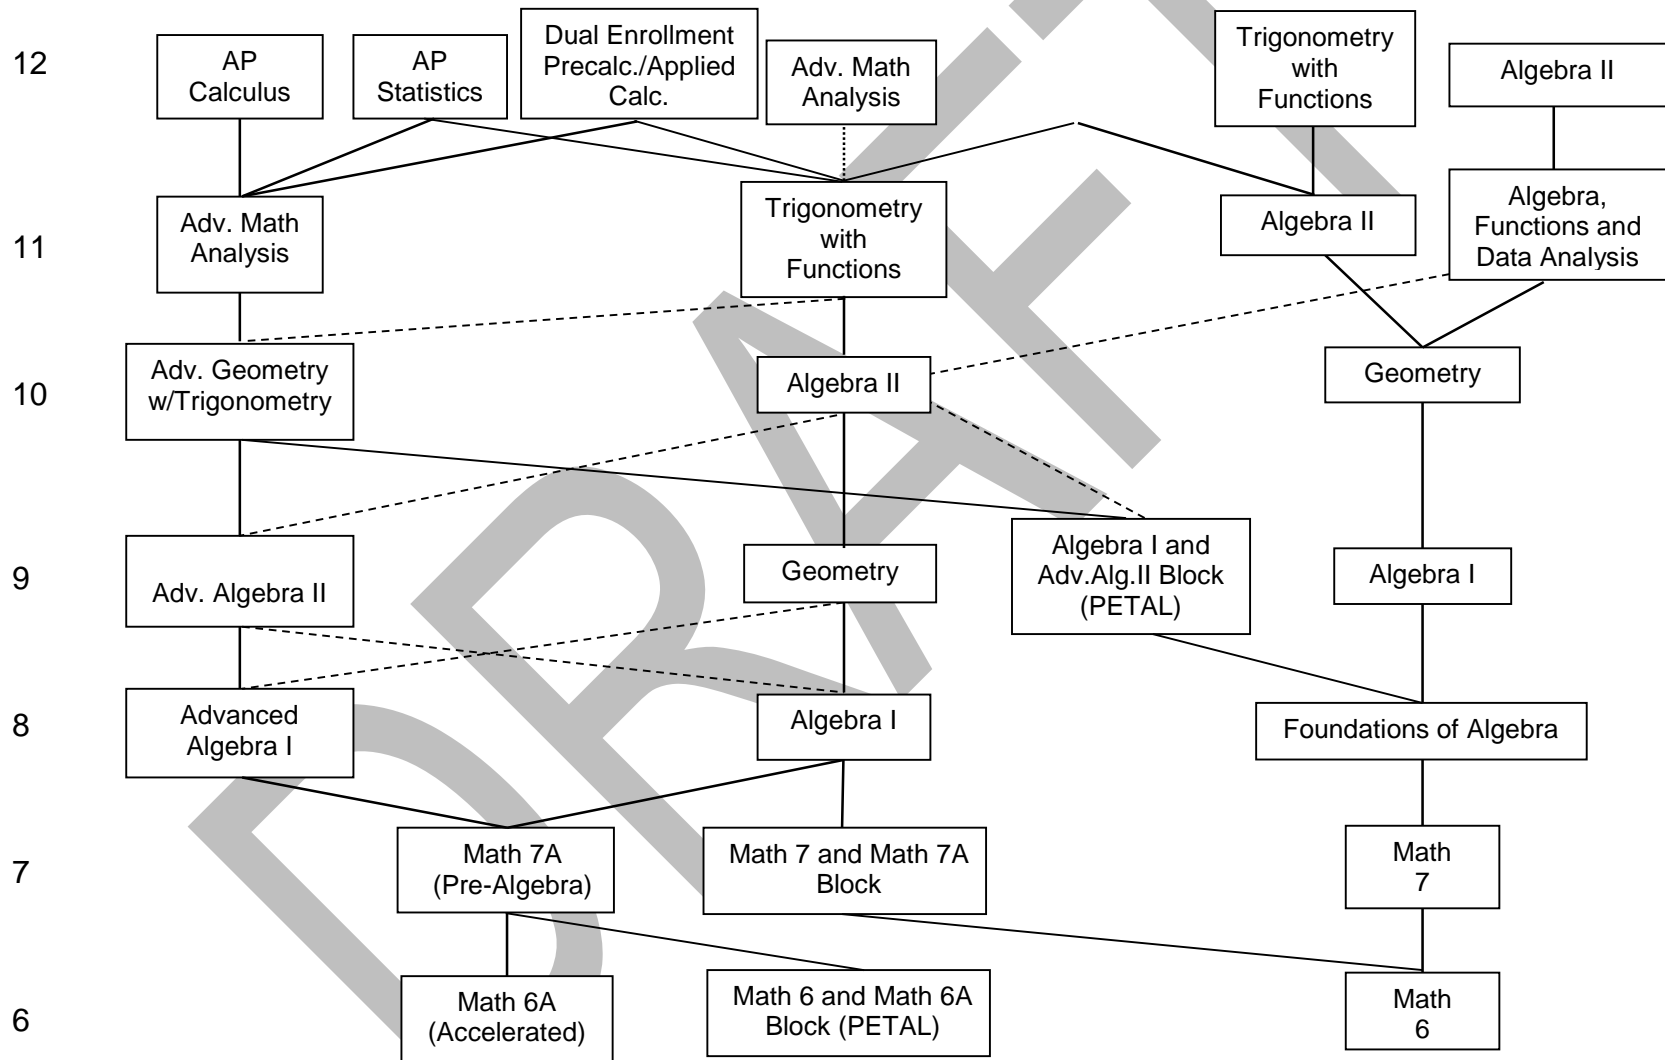 12
AP
Calculus
AP
Statistics
Dual Enrollment
Precalc./Applied
Calc.
Adv. Math
Analysis
Trigonometry
with
Functions
Algebra II
11
Adv. Math
Analysis
Trigonometry
with
Functions
Algebra II
Algebra,
Functions and
Data Analysis
10
Adv. Geometry
w/Trigonometry
Algebra II
Geometry
9
Adv. Algebra II
Geometry
Algebra I and
Adv.Alg.II Block
(PETAL)
Algebra I
8
Advanced
Algebra I
Algebra I
Foundations of Algebra
7
Math 7A
(Pre-Algebra)
Math 7 and Math 7A
Block
Math
7
6
Math 6A
(Accelerated)
Math 6 and Math 6A
Block (PETAL)
Math
6
DRAFT